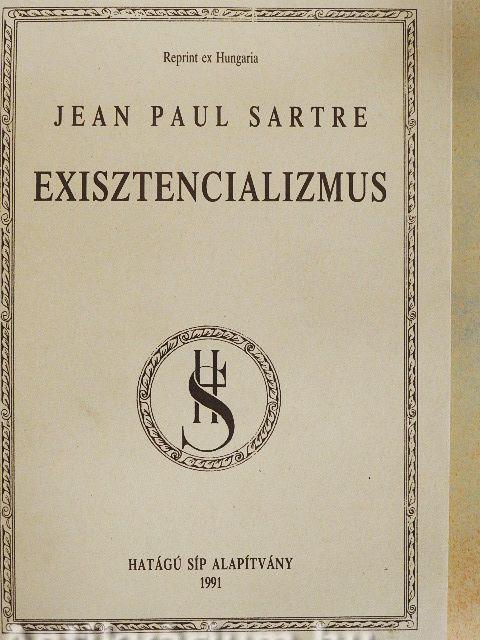 Reprint ex Hungaria
JEAN PAUL SARTRE
EXISZTENCIALIZMUS
HATÁGÚ SÍP ALAPÍTVÁNY
1991